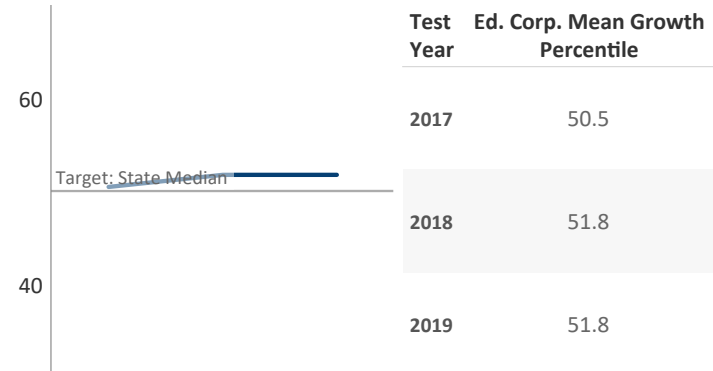 60
Target: State Median
40
Test Year
Ed. Corp. Mean Growth Percentile
2017 50.5
2018 51.8
2019 51.8